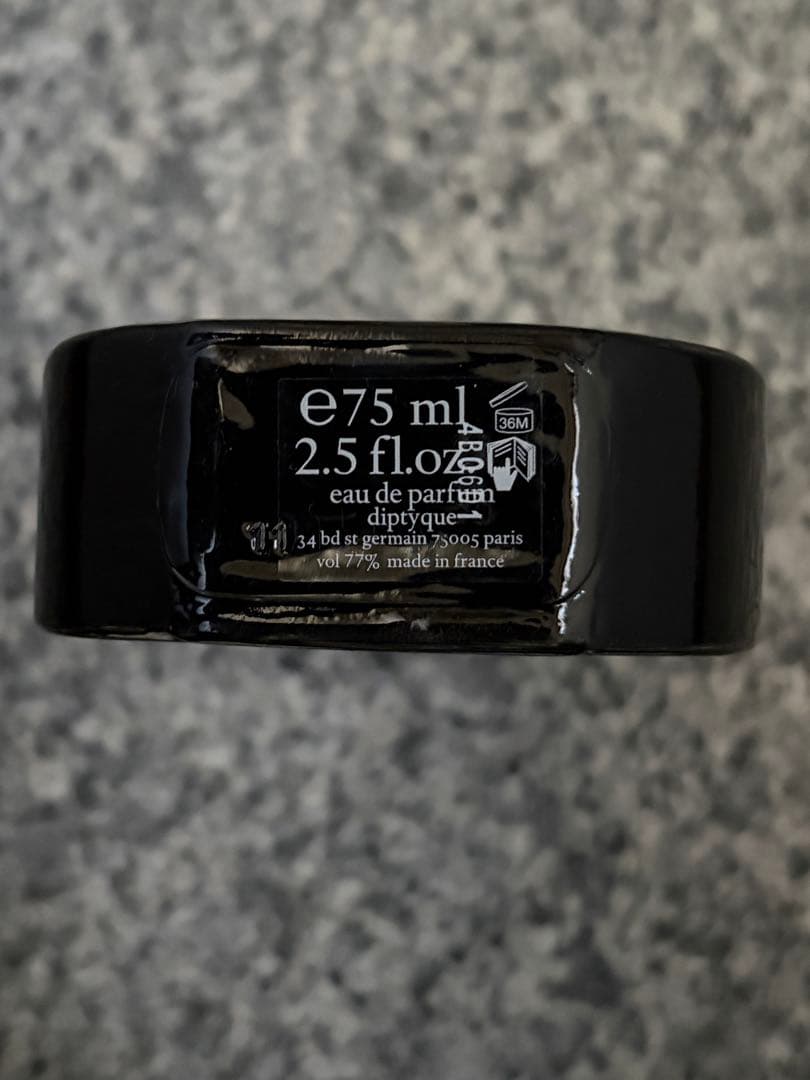 e75 ml
36M
2.5 fl.oz
eau de parfum
diptyque
34 bd st germain 75005 paris
vol 77% made in france